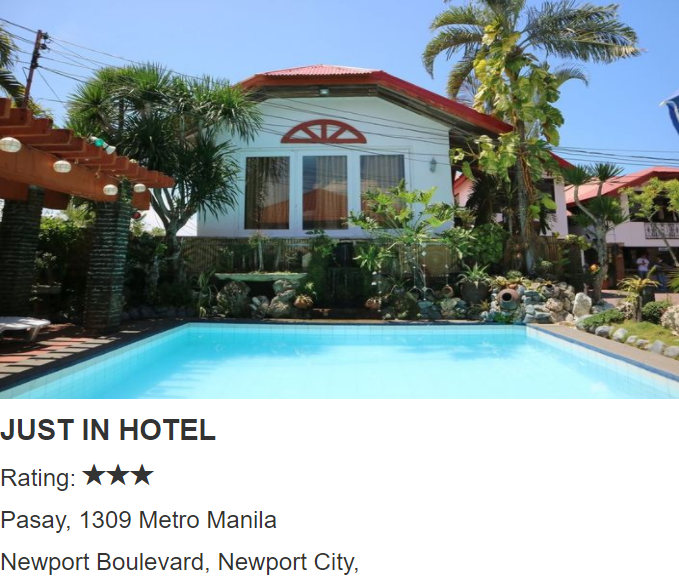 JUST IN HOTEL
Rating: ★★★
Pasay, 1309 Metro Manila
Newport Boulevard, Newport City,